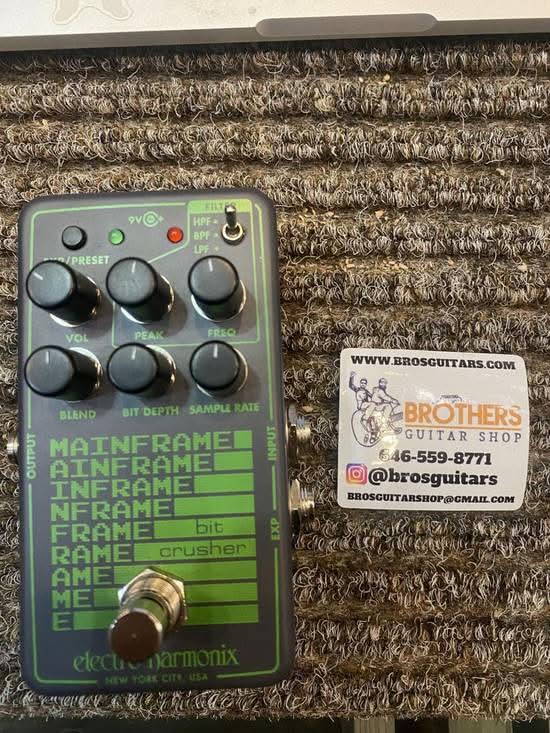 FILTER
9V +
HPF
BPF
LPF
/PRESET
VOL
PEAK
FREQ
BLEND
BIT DEPTH
SAMPLE RATE
OUTPUT
INPUT
EXP
MAINFRAME
AINFRAME
INFRAME
NFRAME
FRAME bit
RAME crusher
AME
ME
E
electro-harmonix
NEW YORK CITY, USA
WWW.BROSGUITARS.COM
BROTHERS
GUITAR SHOP
646-559-8771
@brosguitars
BROSGUITARSHOP@GMAIL.COM